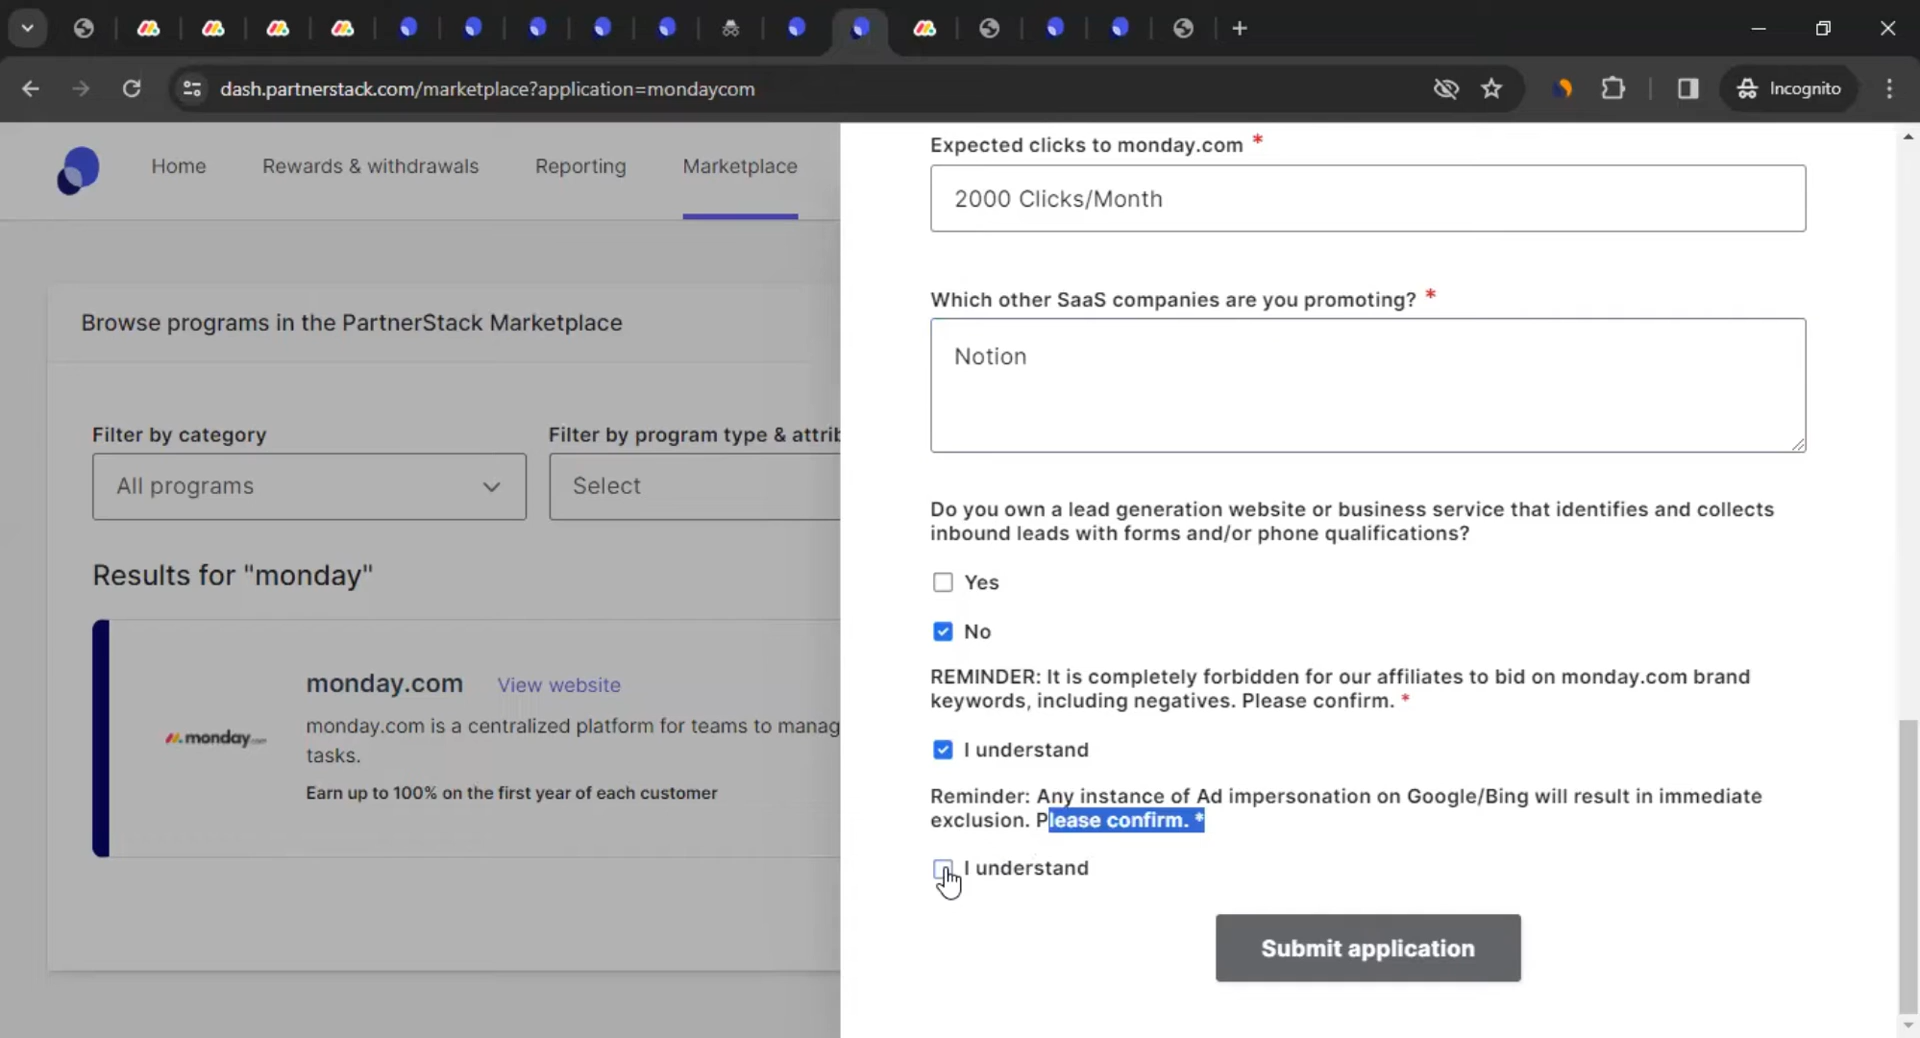 dash.partnerstack.com/marketplace?application=mondaycom
Incognito
Home
Rewards & withdrawals
Reporting
Marketplace
Browse programs in the PartnerStack Marketplace
Filter by category
Filter by program type & attrib
All programs
Select
Results for "monday"
monday.com
View website
monday.com
monday.com is a centralized platform for teams to manag
tasks.
Earn up to 100% on the first year of each customer
Expected clicks to monday.com *
2000 Clicks/Month
Which other SaaS companies are you promoting? *
Notion
Do you own a lead generation website or business service that identifies and collects
inbound leads with forms and/or phone qualifications?
Yes
No
REMINDER: It is completely forbidden for our affiliates to bid on monday.com brand
keywords, including negatives. Please confirm. *
I understand
Reminder: Any instance of Ad impersonation on Google/Bing will result in immediate
exclusion. Please confirm. *
I understand
Submit application